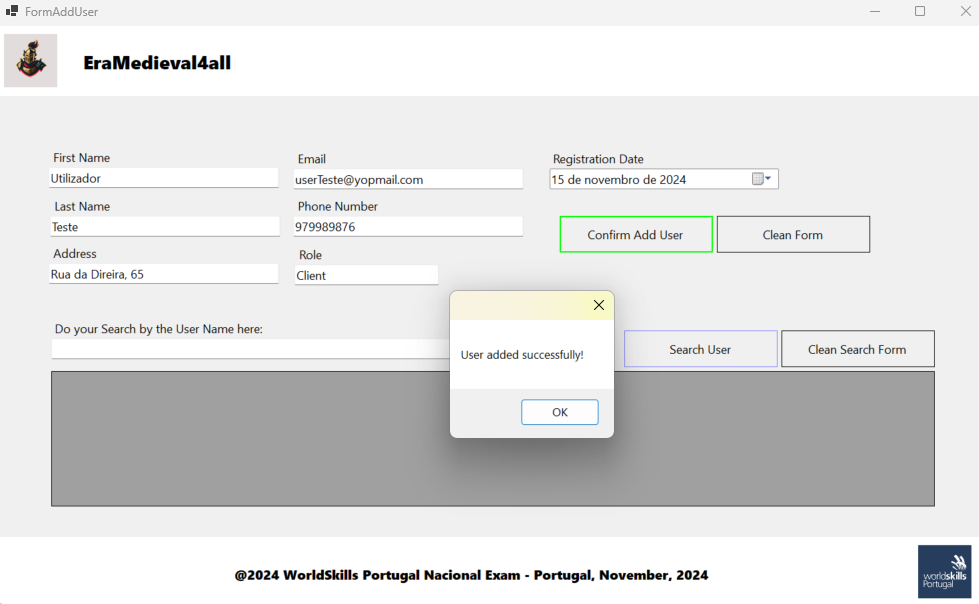 FormAddUser
EraMedieval4all
First Name
Email
Registration Date
Utilizador
userTeste@yopmail.com
15 de novembro de 2024
Last Name
Phone Number
Teste
979989876
Confirm Add User
Clean Form
Address
Role
Rua da Direira, 65
Client
Do your Search by the User Name here:
Search User
Clean Search Form
User added successfully!
OK
@2024 WorldSkills Portugal Nacional Exam - Portugal, November, 2024
worldskills
Portugal